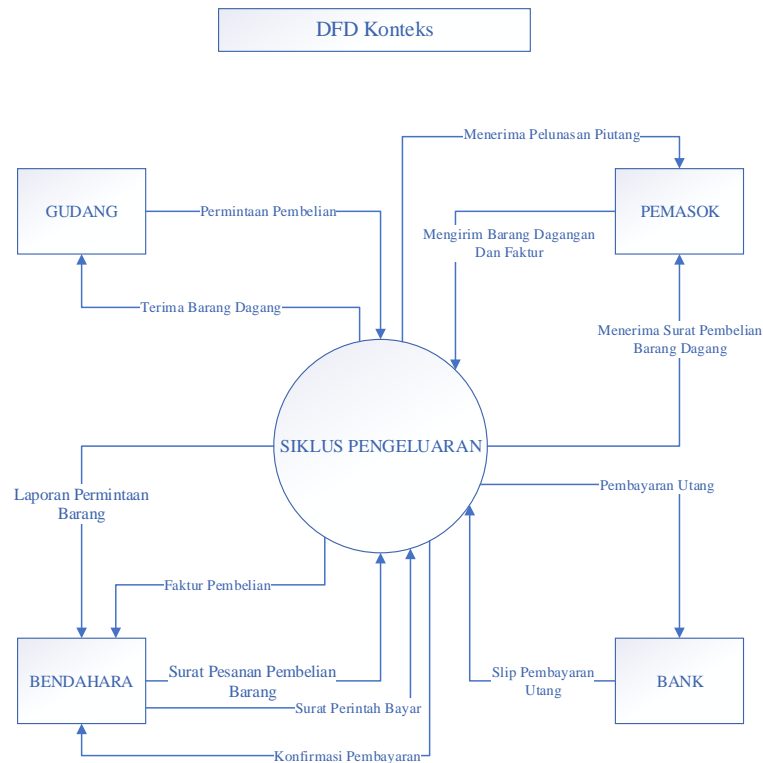 DFD Konteks
Menerima Pelunasan Piutang
GUDANG
Permintaan Pembelian
PEMASOK
Mengirim Barang Dagangan
Dan Faktur
Terima Barang Dagang
Menerima Surat Pembelian
Barang Dagang
SIKLUS PENGELUARAN
Laporan Permintaan
Barang
Pembayaran Utang
Faktur Pembelian
BENDAHARA
Surat Pesanan Pembelian
Barang
Slip Pembayaran
Utang
BANK
Surat Perintah Bayar
Konfirmasi Pembayaran